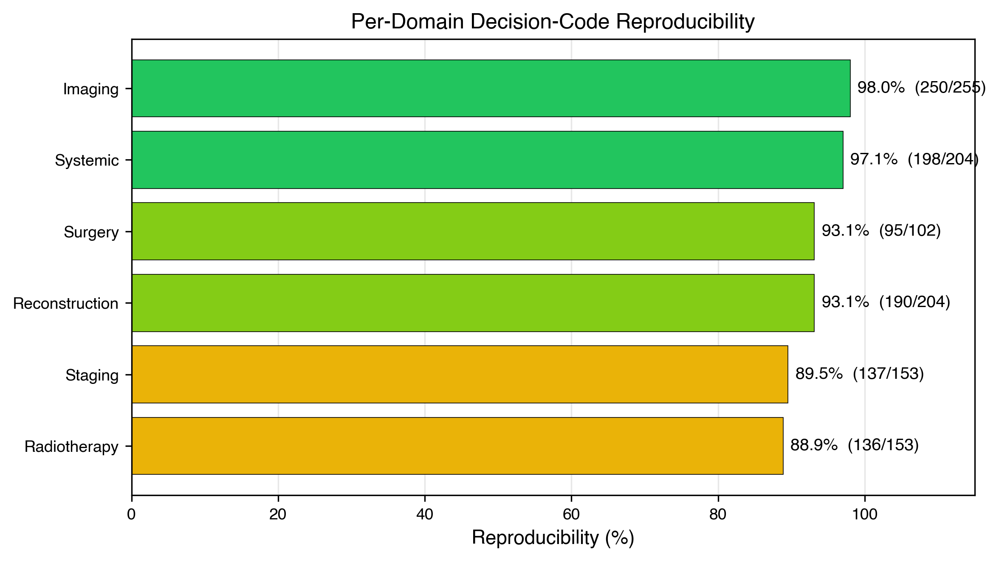 Per-Domain Decision-Code Reproducibility
Imaging 98.0% (250/255)
Systemic 97.1% (198/204)
Surgery 93.1% (95/102)
Reconstruction 93.1% (190/204)
Staging 89.5% (137/153)
Radiotherapy 88.9% (136/153)
0 20 40 60 80 100
Reproducibility (%)